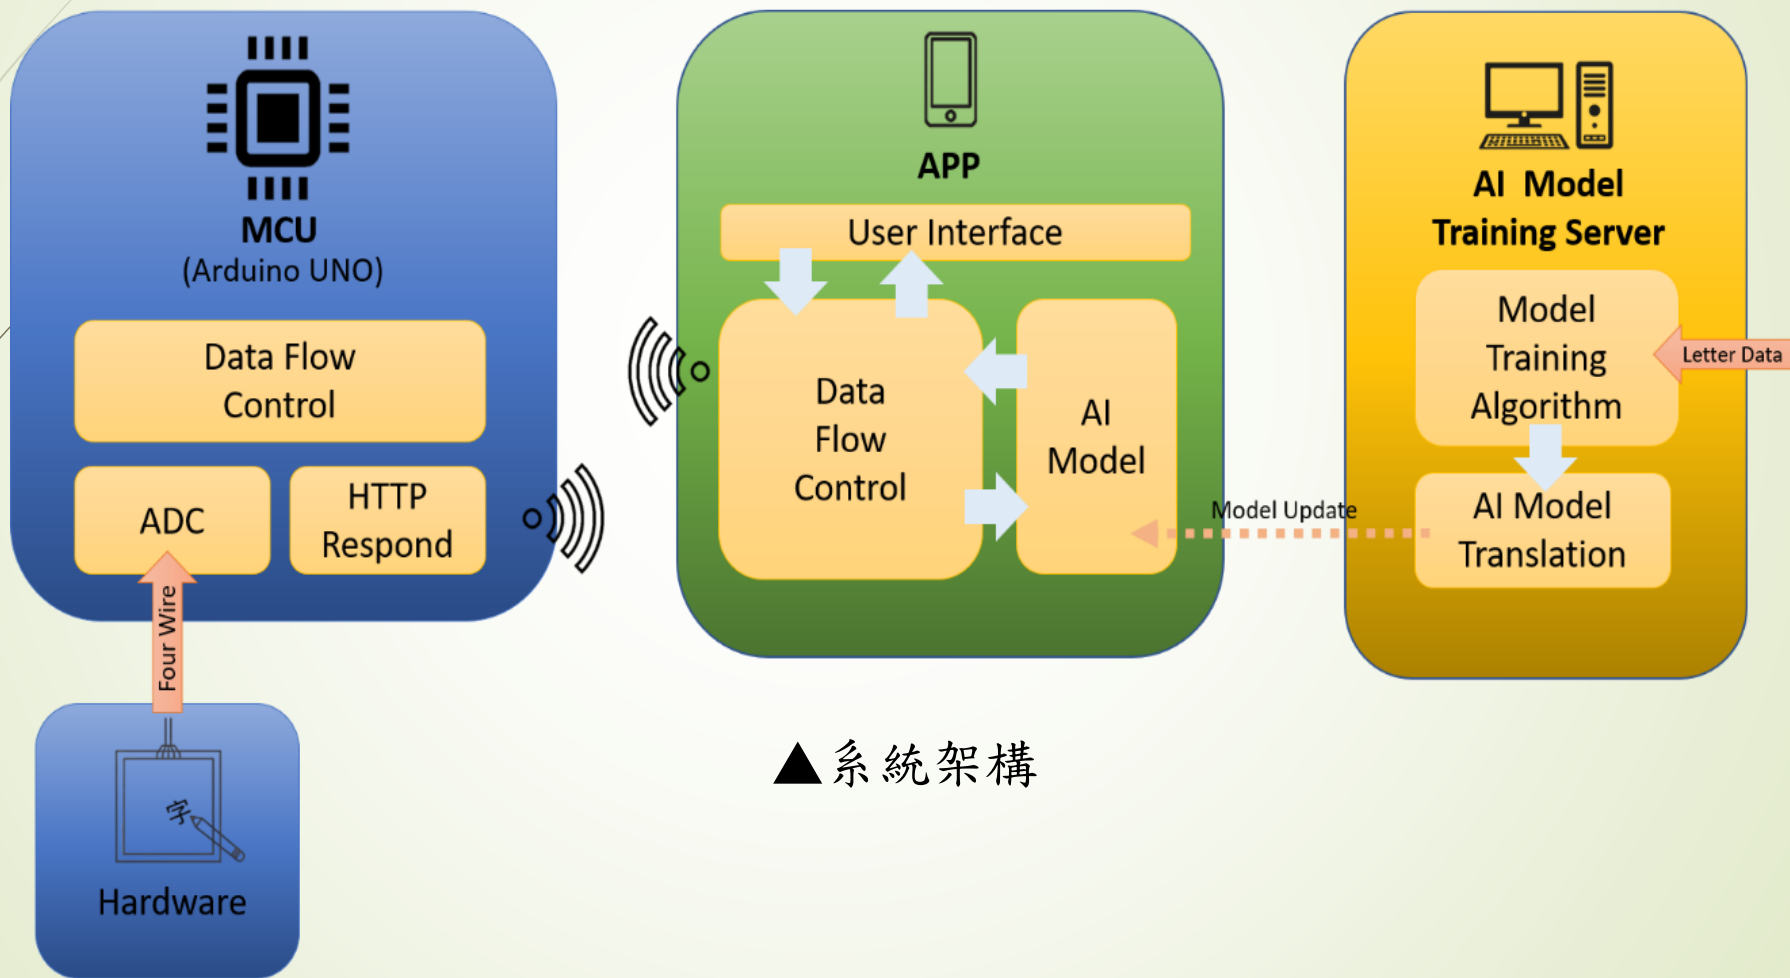 MCU
(Arduino UNO)
Data Flow
Control
ADC
HTTP
Respond
Four Wire
字
Hardware
APP
User Interface
Data
Flow
Control
AI
Model
Model Update
AI Model
Training Server
Model
Training
Algorithm
Letter Data
AI Model
Translation
▲系統架構